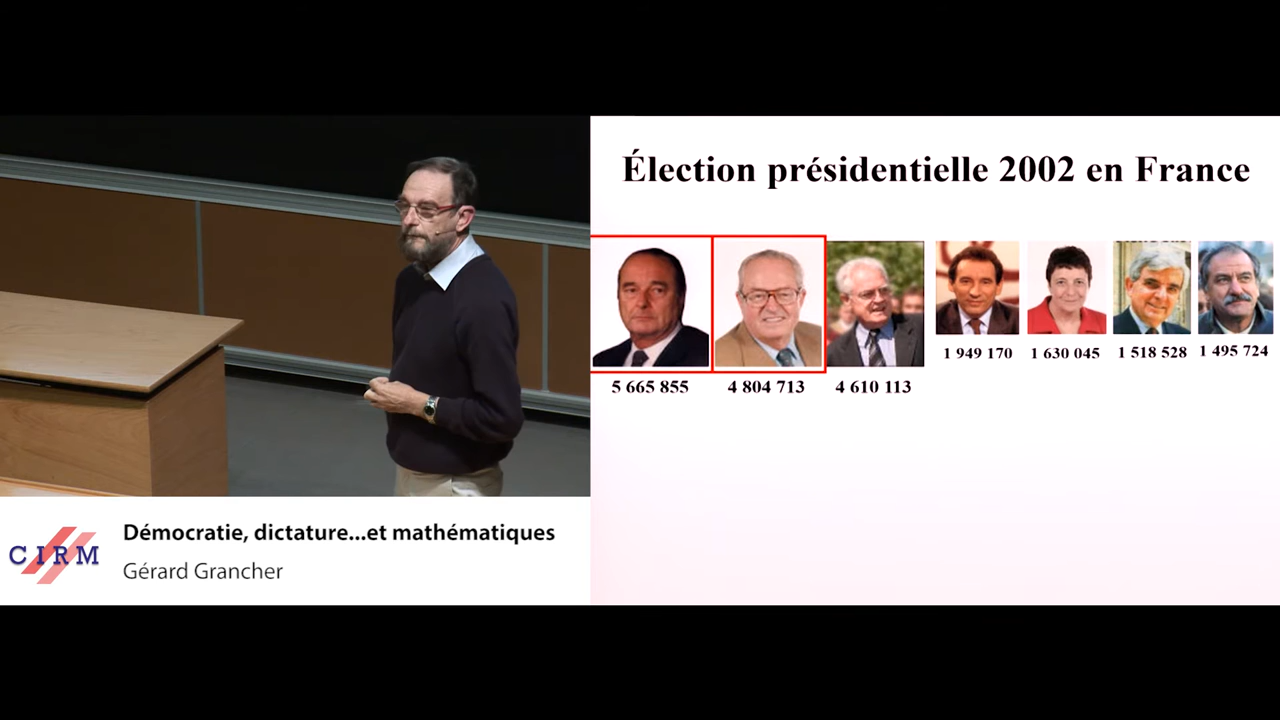 Élection présidentielle 2002 en France
1 949 170 1 630 045 1 518 528 1 495 724
5 665 855 4 804 713 4 610 113
CIRM
Démocratie, dictature...et mathématiques
Gérard Grancher